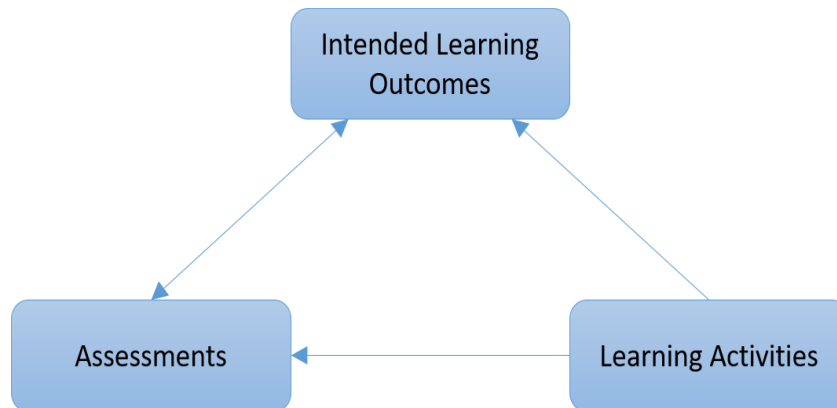 Intended Learning
Outcomes
Assessments
Learning Activities